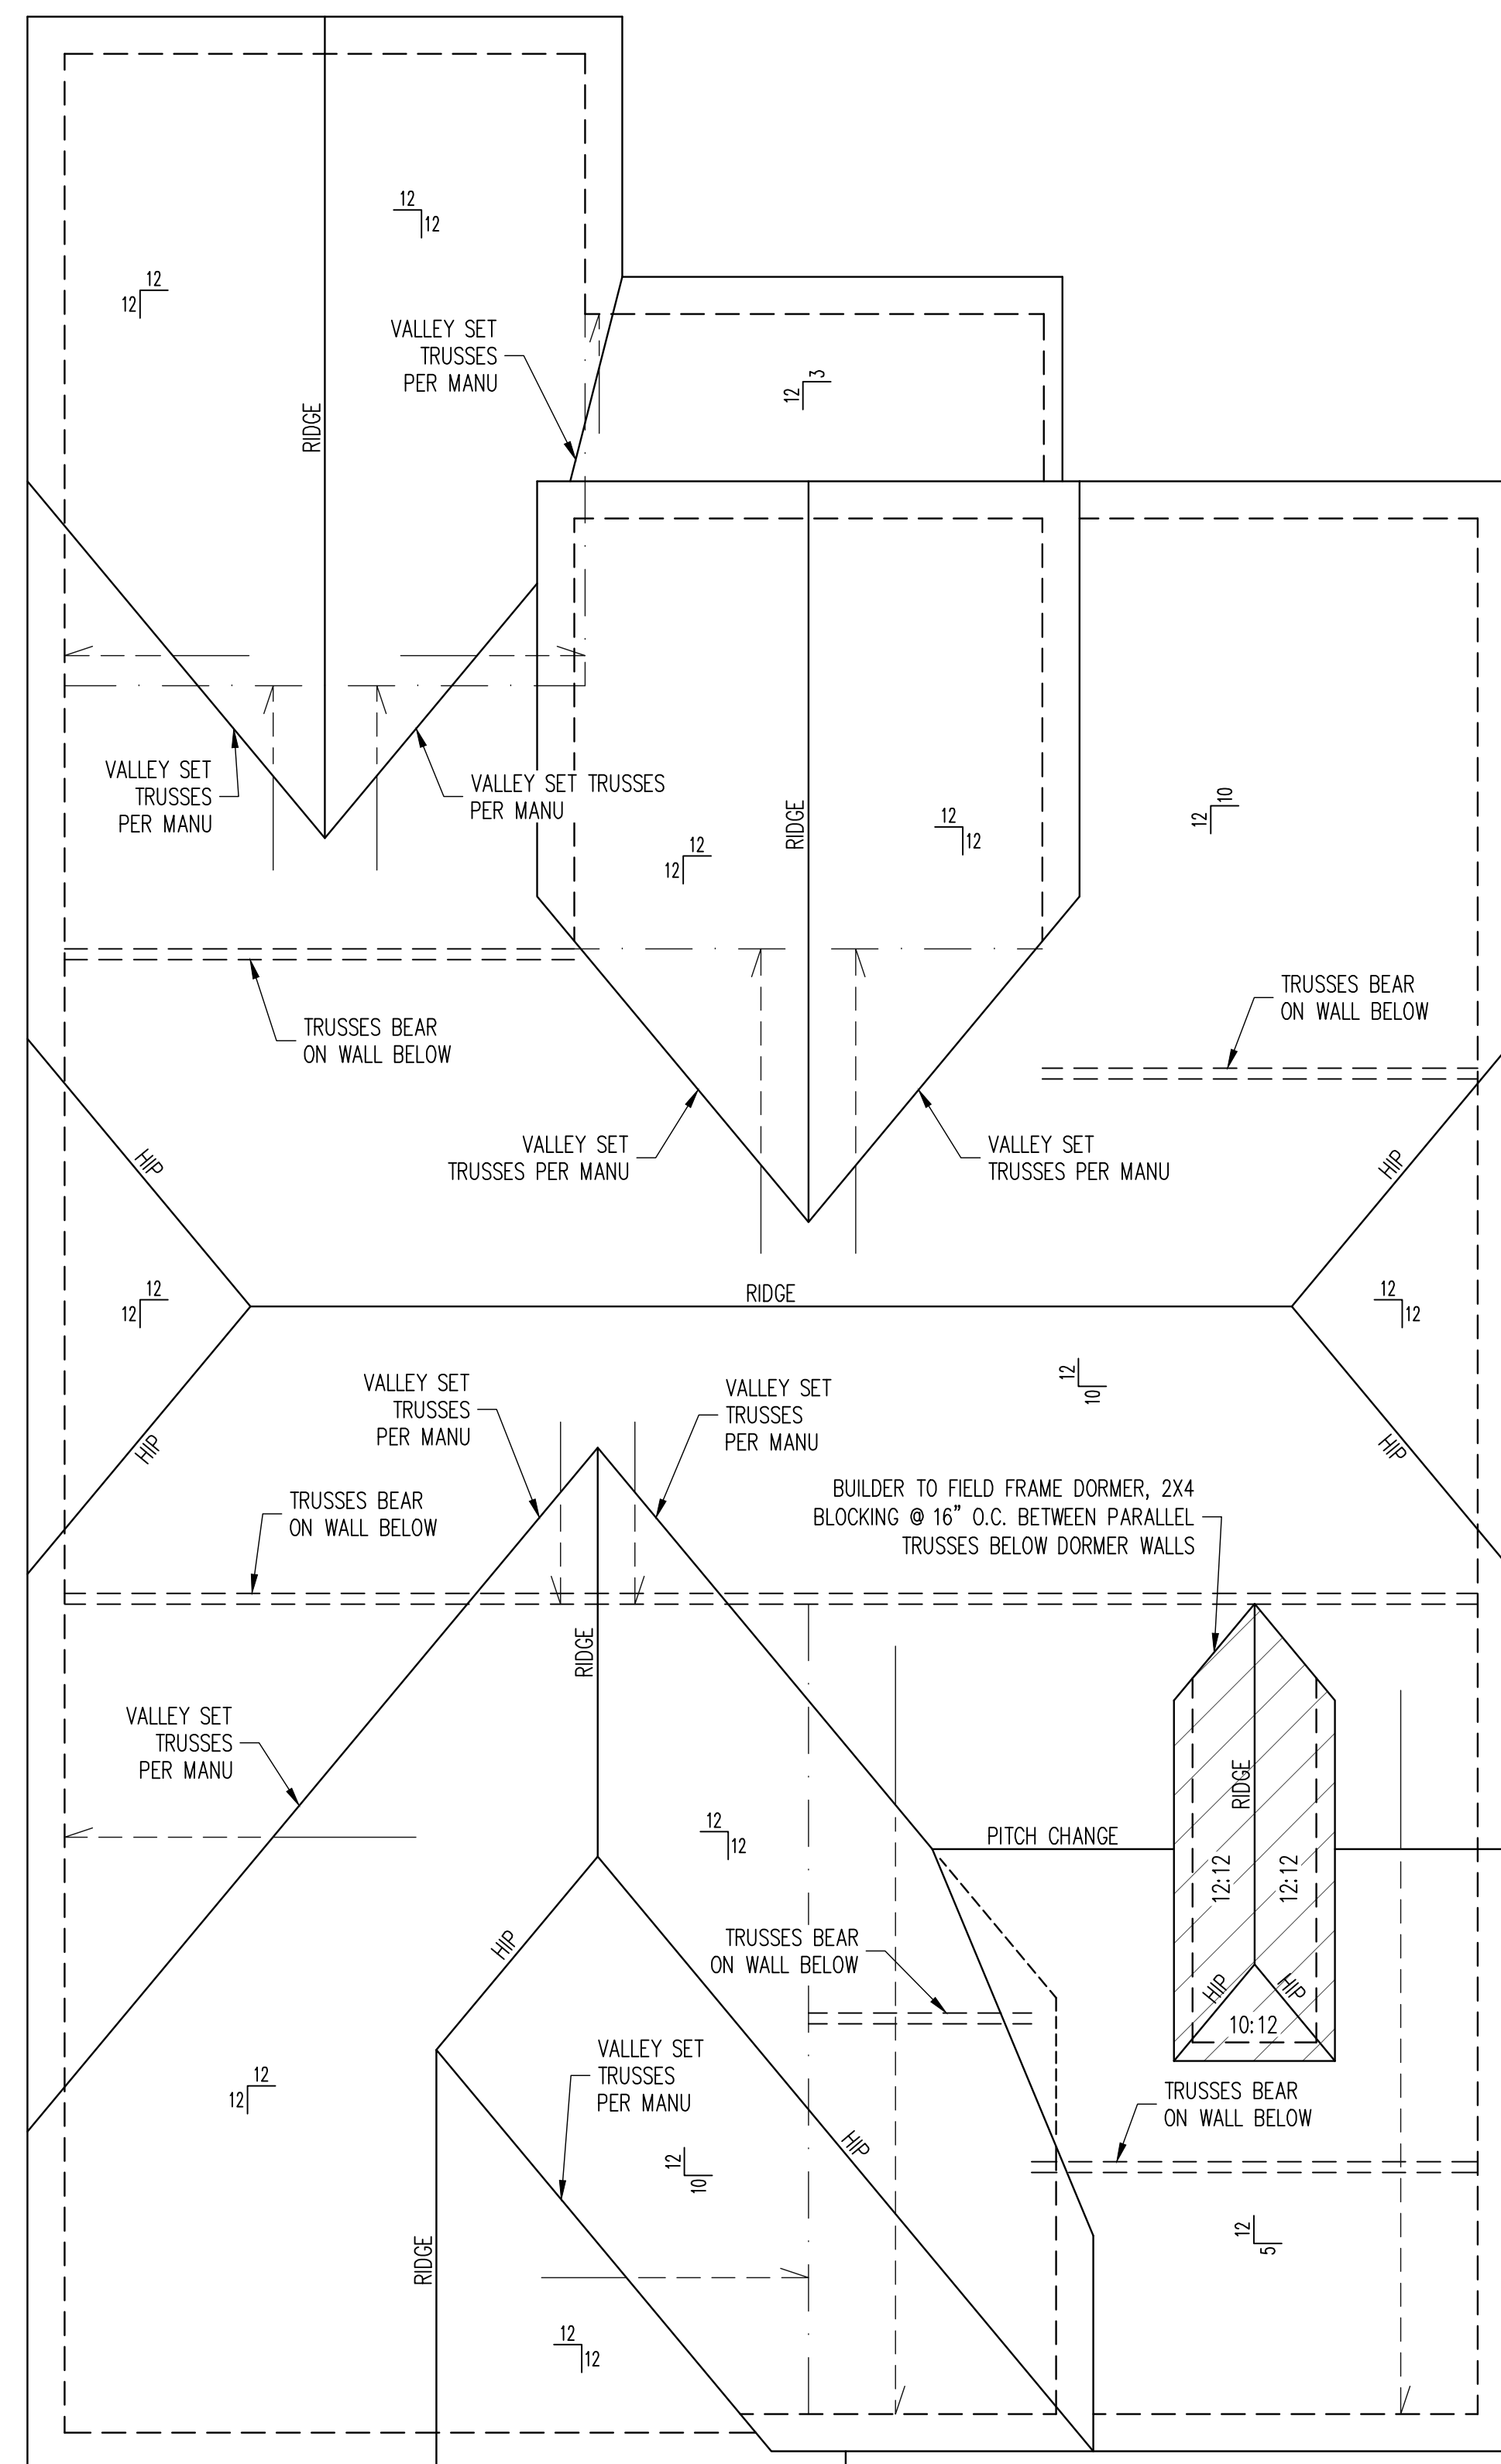 12
12
12
12
VALLEY SET
TRUSSES
PER MANU
12
3
RIDGE
VALLEY SET
TRUSSES
PER MANU
VALLEY SET TRUSSES
PER MANU
RIDGE
12
10
12
12
12
12
TRUSSES BEAR
ON WALL BELOW
TRUSSES BEAR
ON WALL BELOW
VALLEY SET
TRUSSES PER MANU
VALLEY SET
TRUSSES PER MANU
HIP
HIP
12
12
RIDGE
12
12
12
10
VALLEY SET
TRUSSES
PER MANU
VALLEY SET
TRUSSES
PER MANU
HIP
HIP
BUILDER TO FIELD FRAME DORMER, 2X4
BLOCKING @ 16" O.C. BETWEEN PARALLEL
TRUSSES BELOW DORMER WALLS
TRUSSES BEAR
ON WALL BELOW
RIDGE
VALLEY SET
TRUSSES
PER MANU
RIDGE
12
12
PITCH CHANGE
12:12
12:12
HIP
TRUSSES BEAR
ON WALL BELOW
HIP
HIP
10:12
VALLEY SET
TRUSSES
PER MANU
12
12
TRUSSES BEAR
ON WALL BELOW
HIP
12
10
RIDGE
12
5
12
12